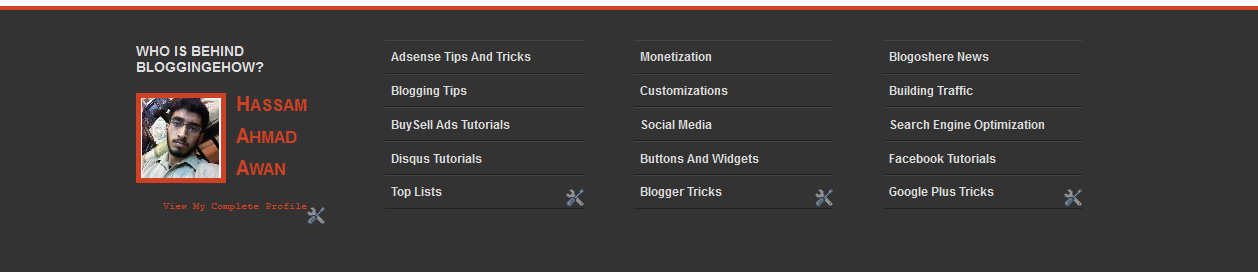 WHO IS BEHIND
BLOGGINGEHOW?
HASSAM
AHMAD
AWAN
View My Complete Profile
Adsense Tips And Tricks
Blogging Tips
BuySell Ads Tutorials
Disqus Tutorials
Top Lists
Monetization
Customizations
Social Media
Buttons And Widgets
Blogger Tricks
Blogoshere News
Building Traffic
Search Engine Optimization
Facebook Tutorials
Google Plus Tricks